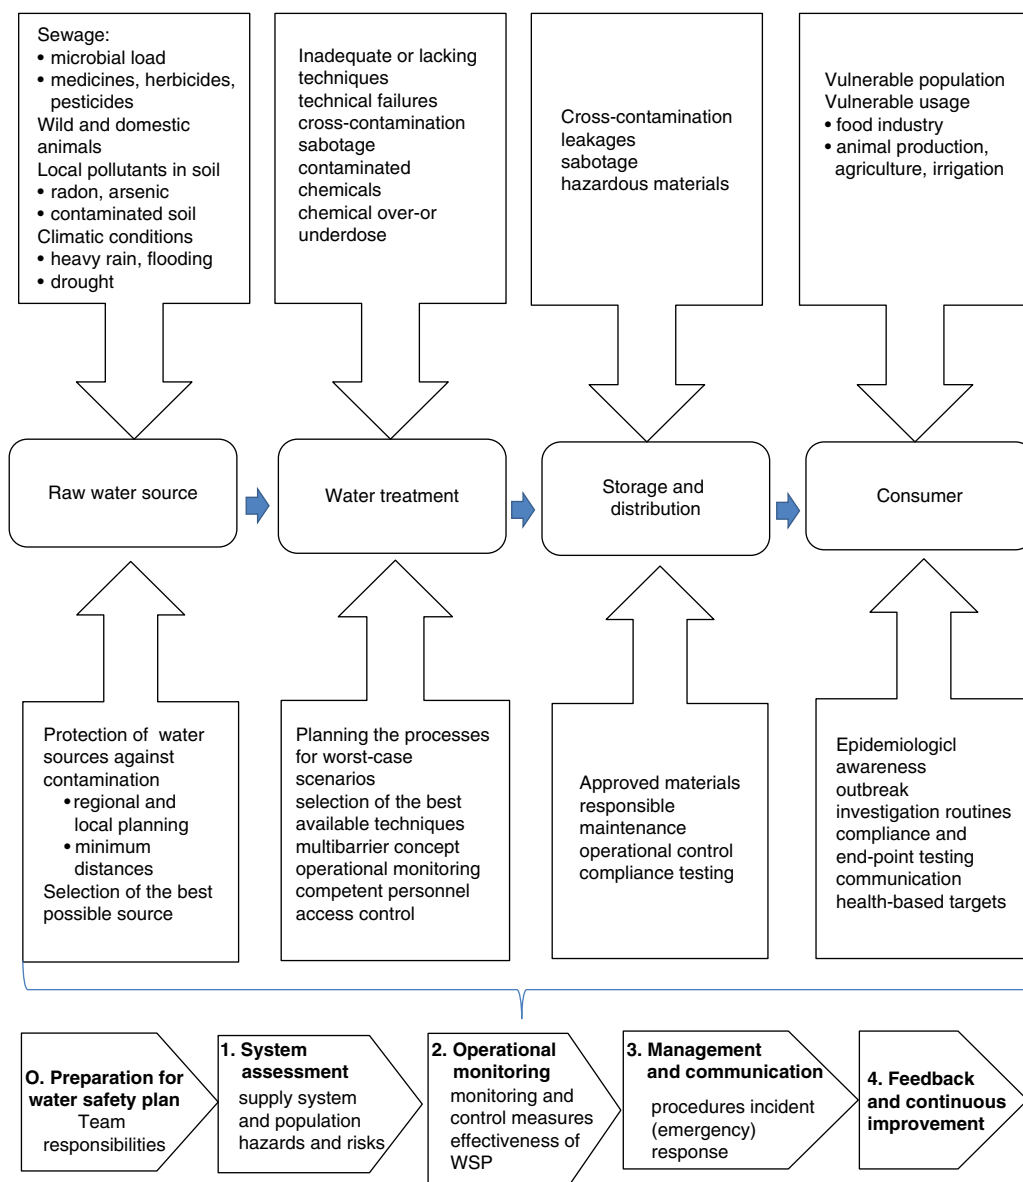 Sewage:
• microbial load
• medicines, herbicides,
pesticides
Wild and domestic
animals
Local pollutants in soil
• radon, arsenic
• contaminated soil
Climatic conditions
• heavy rain, flooding
• drought
Inadequate or lacking
techniques
technical failures
cross-contamination
sabotage
contaminated
chemicals
chemical over-or
underdose
Cross-contamination
leakages
sabotage
hazardous materials
Vulnerable population
Vulnerable usage
• food industry
• animal production,
agriculture, irrigation
Raw water source
Water treatment
Storage and
distribution
Consumer
Protection of water
sources against
contamination
• regional and
local planning
• minimum
distances
Selection of the best
possible source
Planning the processes
for worst-case
scenarios
selection of the best
available techniques
multibarrier concept
operational monitoring
competent personnel
access control
Approved materials
responsible
maintenance
operational control
compliance testing
Epidemiologicl
awareness
outbreak
investigation routines
compliance and
end-point testing
communication
health-based targets
O. Preparation for
water safety plan
Team
responsibilities
1. System
assessment
supply system
and population
hazards and risks
2. Operational
monitoring
monitoring and
control measures
effectiveness of
WSP
3. Management
and communication
procedures incident
(emergency)
response
4. Feedback
and continuous
improvement